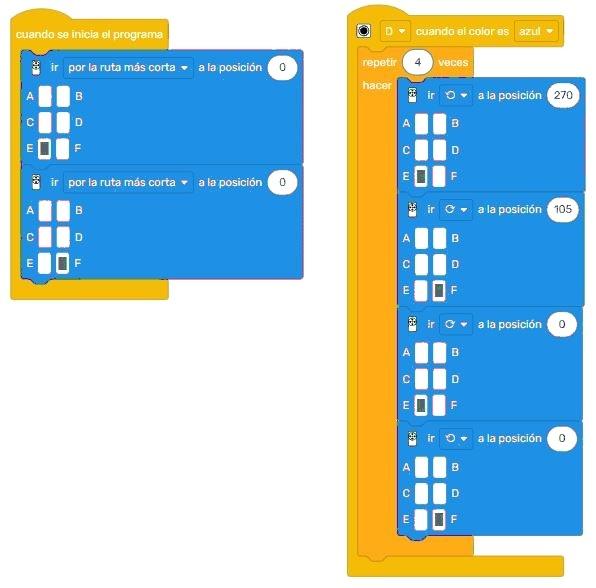 cuando se inicia el programa
ir por la ruta más corta a la posición 0
A B
C D
E F
ir por la ruta más corta a la posición 0
A B
C D
E F
D cuando el color es azul
repetir 4 veces
hacer
ir a la posición 270
A B
C D
E F
ir a la posición 105
A B
C D
E F
ir a la posición 0
A B
C D
E F
ir a la posición 0
A B
C D
E F